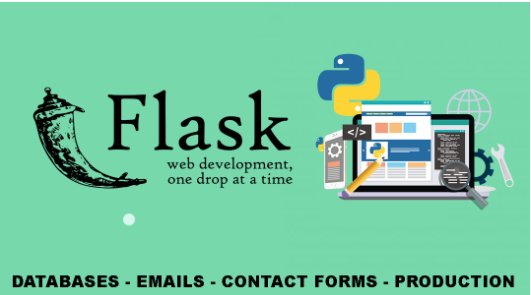 Flask
web development,
one drop at a time
</>
DATABASES - EMAILS - CONTACT FORMS - PRODUCTION